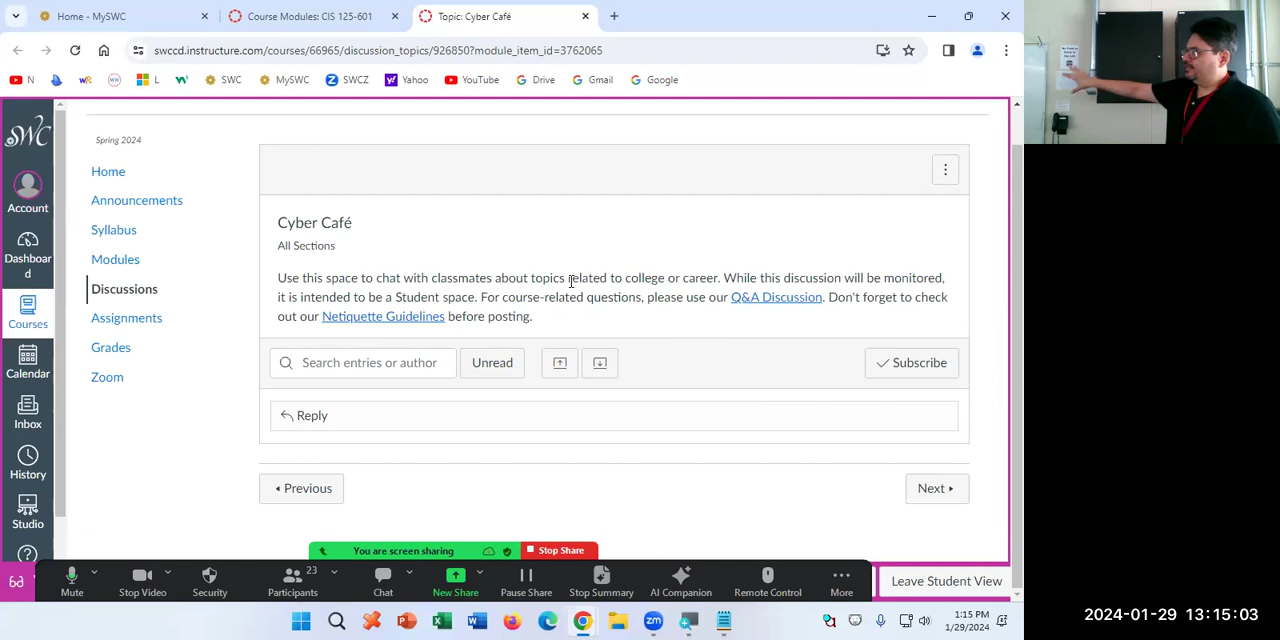 Home - MySWC
Course Modules: CIS 125-601
Topic: Cyber Café
swccd.instructure.com/courses/66965/discussion_topics/926850?module_item_id=3762065
N
L
SWC
MySWC
SWCZ
Yahoo
YouTube
Drive
Gmail
Google
SWC
Account
Dashboar
d
Courses
Calendar
Inbox
History
Studio
Spring 2024
Home
Announcements
Syllabus
Modules
Discussions
Assignments
Grades
Zoom
Cyber Café
All Sections
Use this space to chat with classmates about topics related to college or career. While this discussion will be monitored,
it is intended to be a Student space. For course-related questions, please use our Q&A Discussion. Don't forget to check
out our Netiquette Guidelines before posting.
Search entries or author
Unread
Subscribe
Reply
Previous
Next
You are screen sharing
Stop Share
Mute
Stop Video
Security
Participants
23
Chat
New Share
Pause Share
Stop Summary
AI Companion
Remote Control
More
Leave Student View
1:15 PM
1/29/2024
2024-01-29 13:15:03